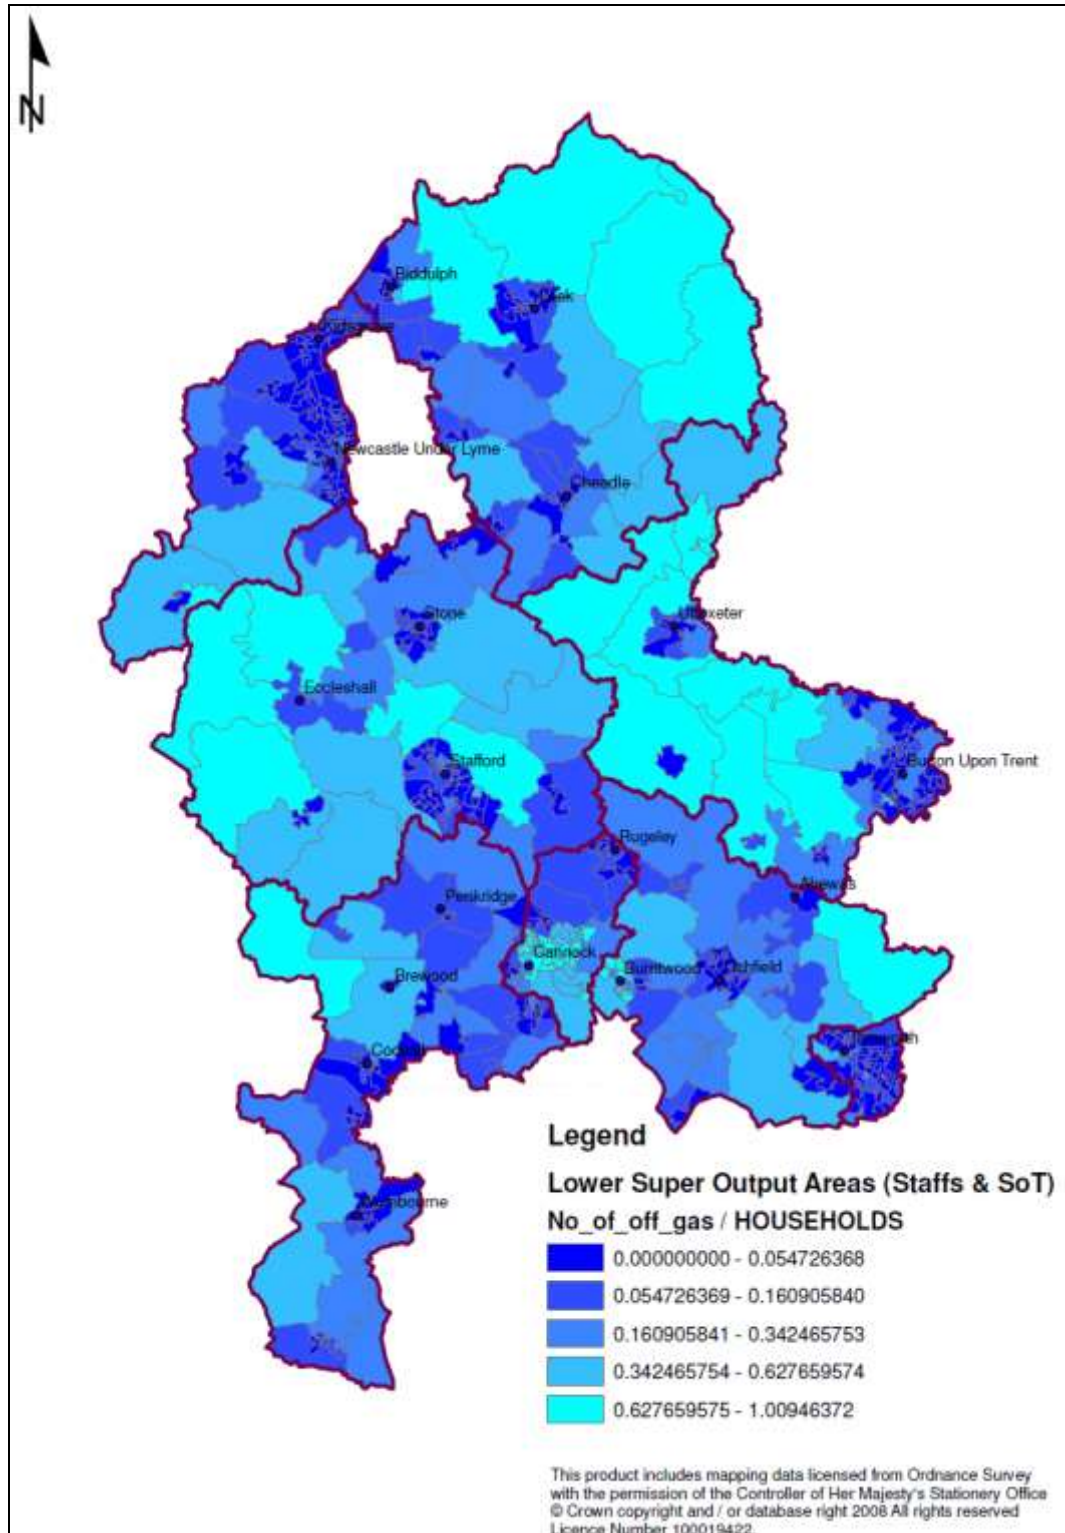 N
Biddulph
Leek
Newcastle Under Lyme
Cheadle
Stone
Uttoxeter
Eccleshall
Stafford
Burton Upon Trent
Rugeley
Alrewas
Penkridge
Cannock
Burntwood
Lichfield
Brewood
Tamworth
Codsall
Wombourne
Legend
Lower Super Output Areas (Staffs & SoT)
No_of_off_gas / HOUSEHOLDS
0.000000000 - 0.054726368
0.054726369 - 0.160905840
0.160905841 - 0.342465753
0.342465754 - 0.627659574
0.627659575 - 1.00946372
This product includes mapping data licensed from Ordnance Survey
with the permission of the Controller of Her Majesty's Stationery Office
© Crown copyright and / or database right 2008 All rights reserved
Licence Number 100019422.